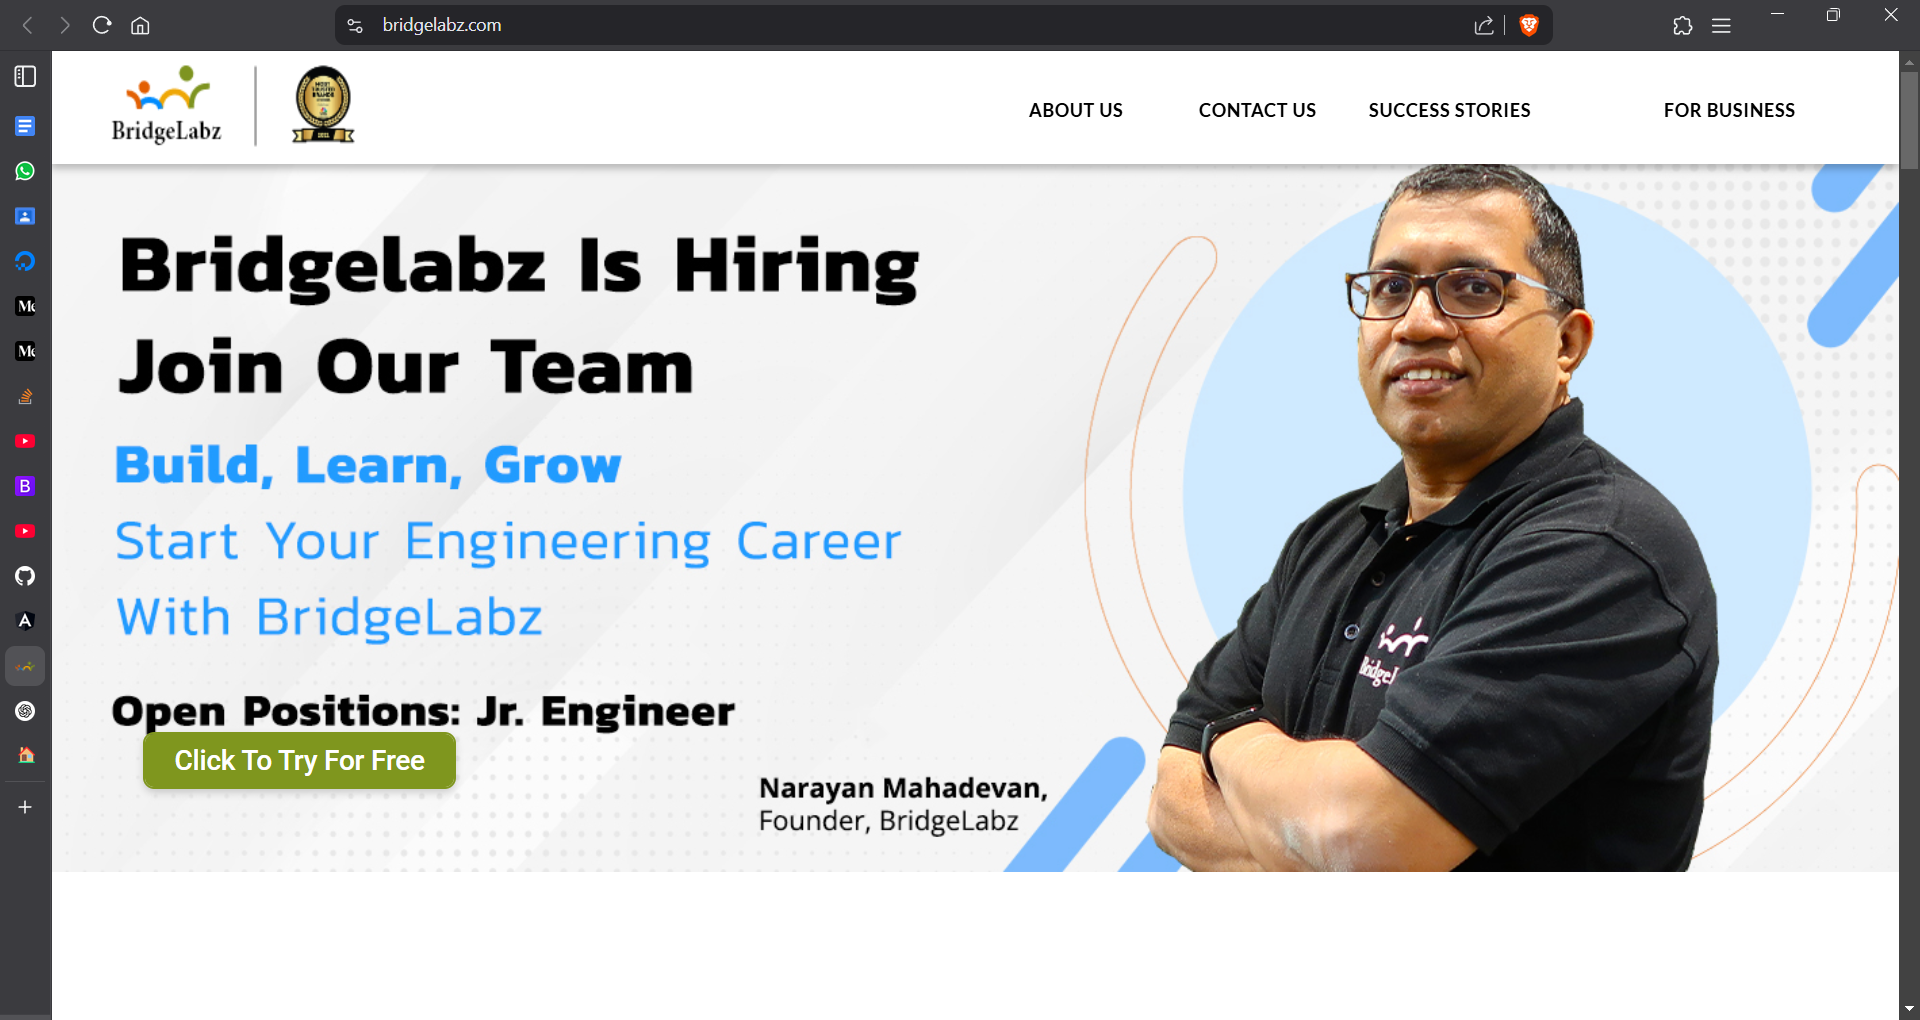 bridgelabz.com
BridgeLabz
ABOUT US
CONTACT US
SUCCESS STORIES
FOR BUSINESS
Bridgelabz Is Hiring
Join Our Team
Build, Learn, Grow
Start Your Engineering Career
With BridgeLabz
Open Positions: Jr. Engineer
Click To Try For Free
Narayan Mahadevan,
Founder, BridgeLabz